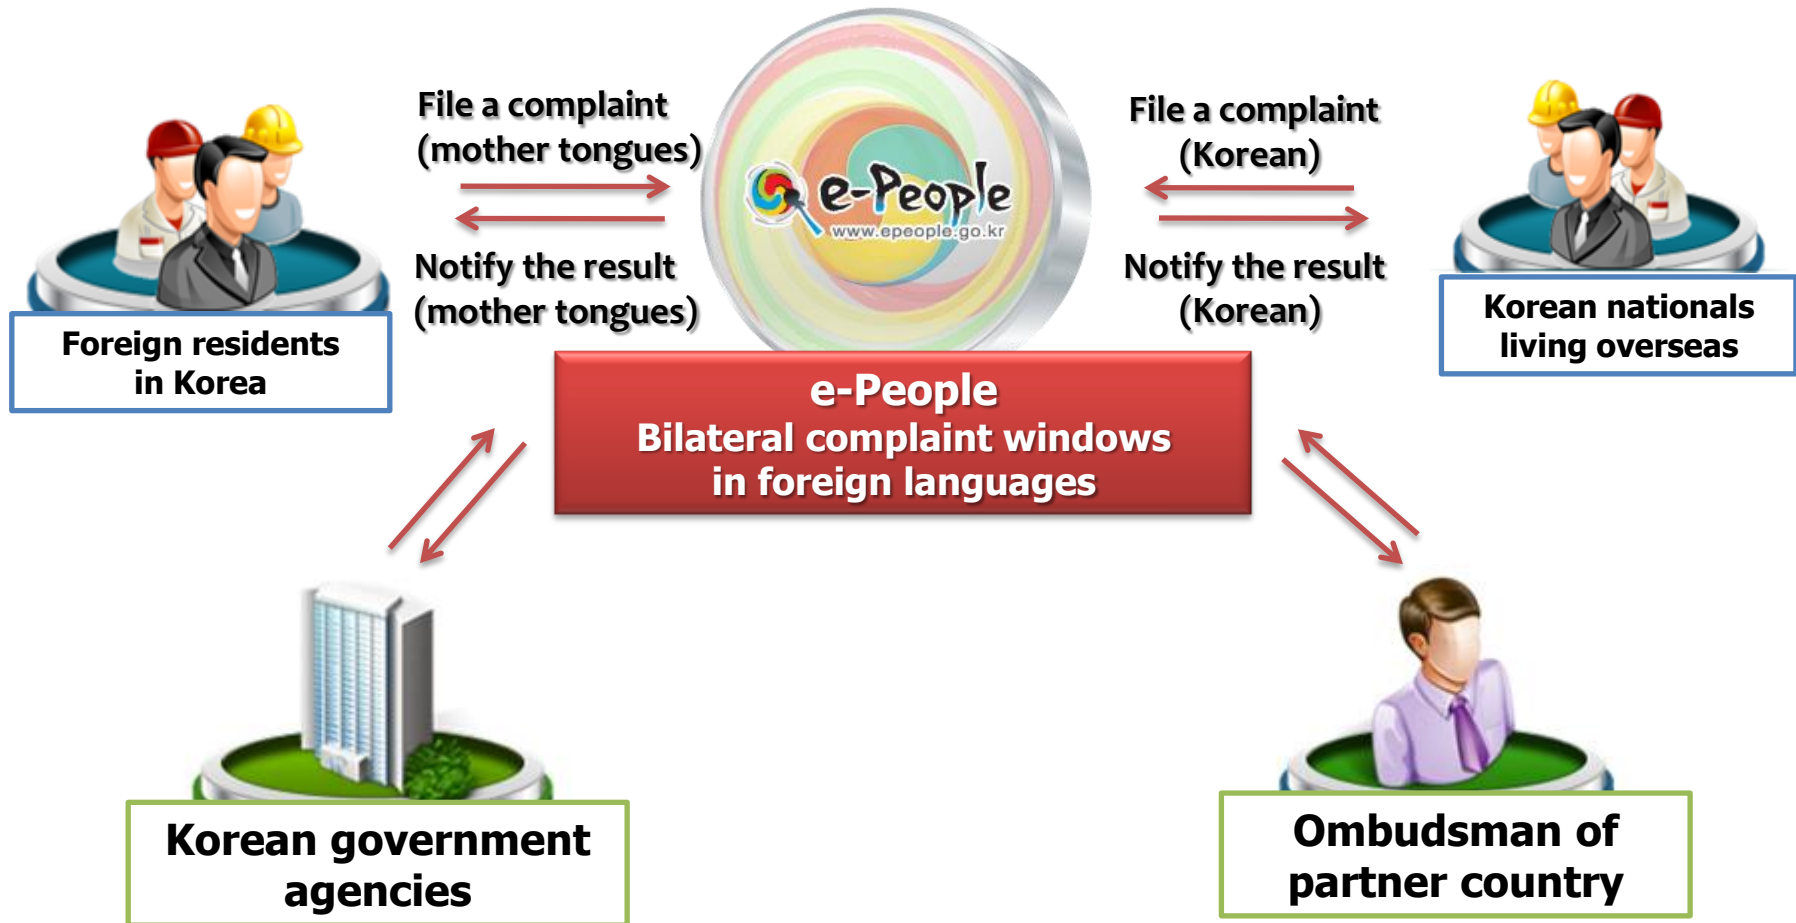 File a complaint
(mother tongues)
Notify the result
(mother tongues)
Foreign residents
in Korea
e-People
www.epeople.go.kr
File a complaint
(Korean)
Notify the result
(Korean)
Korean nationals
living overseas
e-People
Bilateral complaint windows
in foreign languages
Korean government
agencies
Ombudsman of
partner country